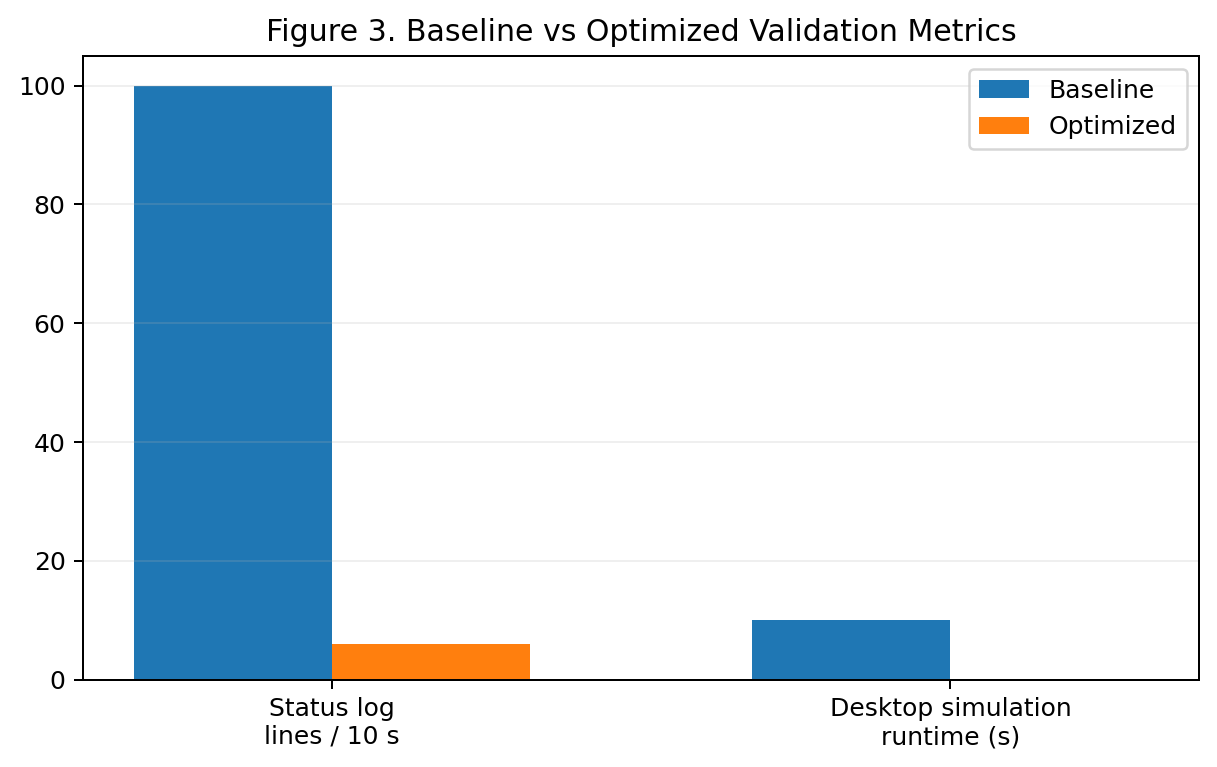 Figure 3. Baseline vs Optimized Validation Metrics
100
80
60
40
20
0
Baseline
Optimized
Status log
lines / 10 s
Desktop simulation
runtime (s)